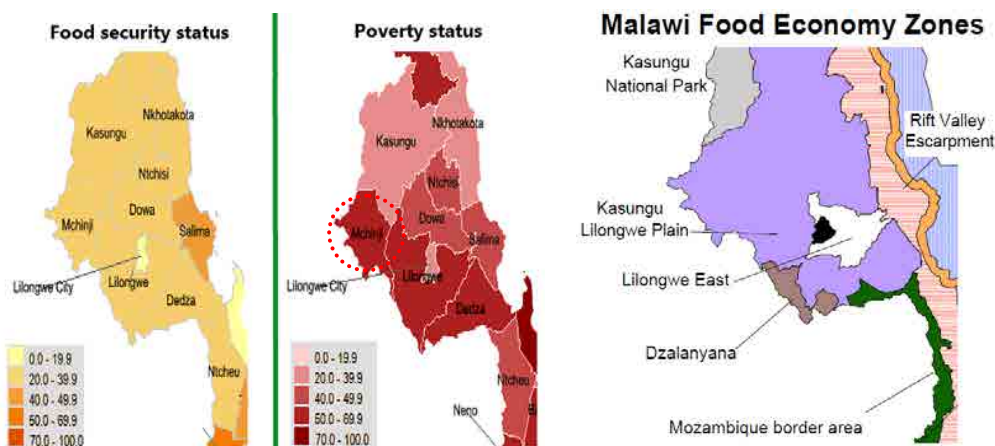 Food security status
Kasungu
Nkhotakota
Ntchisi
Dowa
Mchinji
Salima
Lilongwe City
Lilongwe
Dedza
Ntcheu
0.0 - 19.9
20.0 - 39.9
40.0 - 49.9
50.0 - 69.9
70.0 - 100.0
Poverty status
Nkhotakota
Kasungu
Ntchisi
Dowa
Mchinji
Salima
Lilongwe
Lilongwe City
Dedza
Ntcheu
Neno
0.0 - 19.9
20.0 - 39.9
40.0 - 49.9
50.0 - 69.9
70.0 - 100.0
Malawi Food Economy Zones
Kasungu
National Park
Rift Valley
Escarpment
Kasungu
Lilongwe Plain
Lilongwe East
Dzalanyana
Mozambique border area